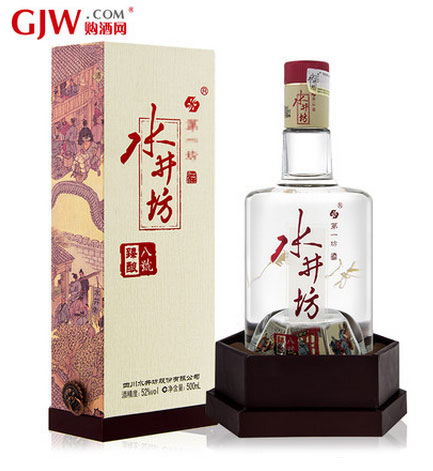 GJW.COM®
购酒网
®
第一坊
水井坊
臻酿
八號
四川水井坊股份有限公司
酒精度:52%vol 净含量:500mL
®
第一坊
水井坊